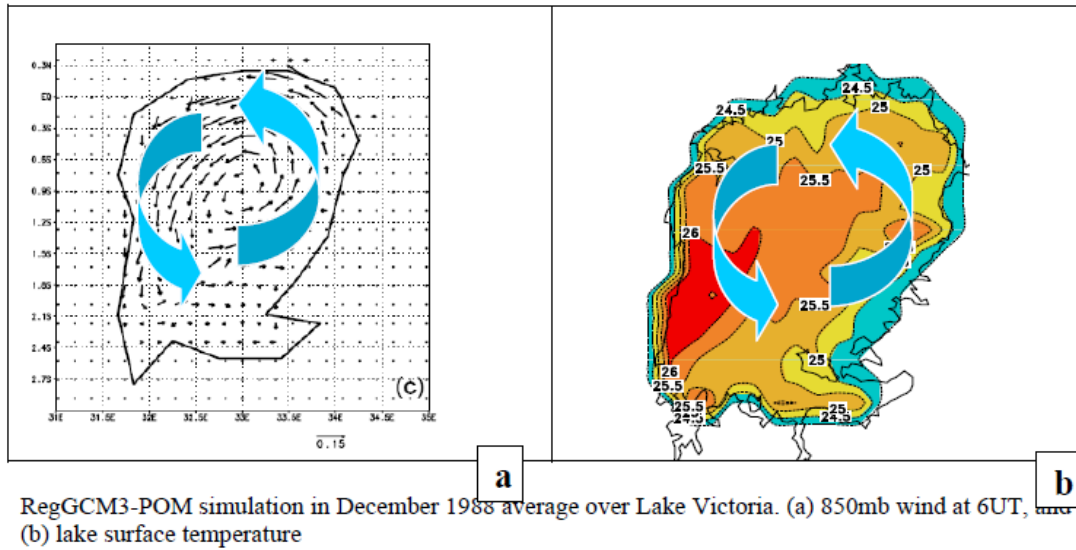 0.3N
EQ
0.3S
0.6S
0.9S
1.2S
1.5S
1.8S
2.1S
2.4S
2.7S
(c)
31E 31.5E 32E 32.5E 33E 33.5E 34E 34.5E 35E
0.15
a
24.5
24.5
25
25
25.5
25.5
25
26
25.5
25
26
25.5
25.5
24.5
25
24.5
b
RegGCM3-POM simulation in December 1988 average over Lake Victoria. (a) 850mb wind at 6UT, and
(b) lake surface temperature